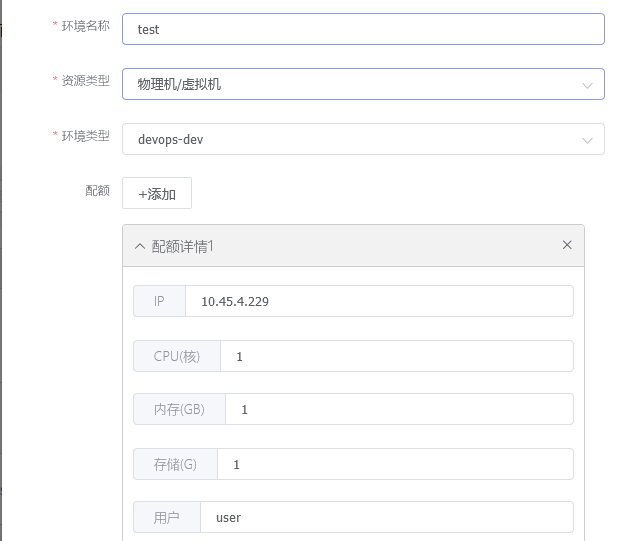 * 环境名称 test
* 资源类型 物理机/虚拟机
* 环境类型 devops-dev
配额 +添加
配额详情1
IP 10.45.4.229
CPU(核) 1
内存(GB) 1
存储(G) 1
用户 user